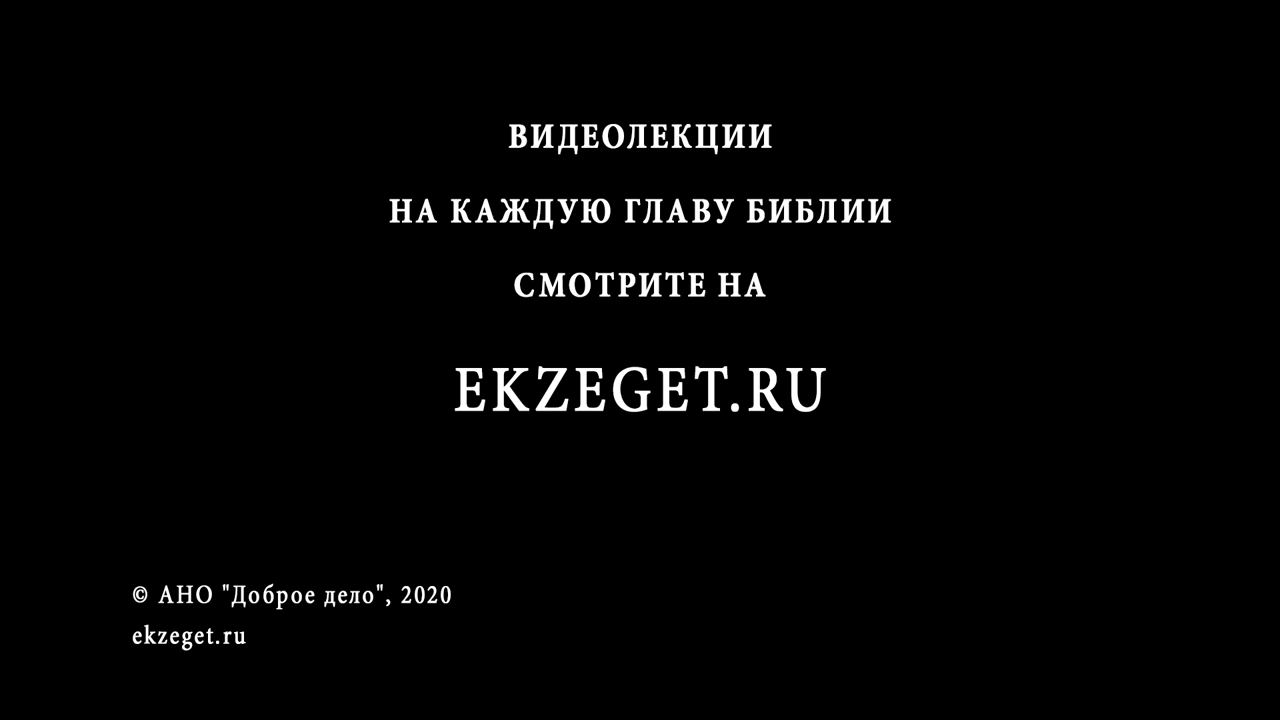 ВИДЕОЛЕКЦИИ
НА КАЖДУЮ ГЛАВУ БИБЛИИ
СМОТРИТЕ НА
EKZEGET.RU
© АНО "Доброе дело", 2020
ekzeget.ru